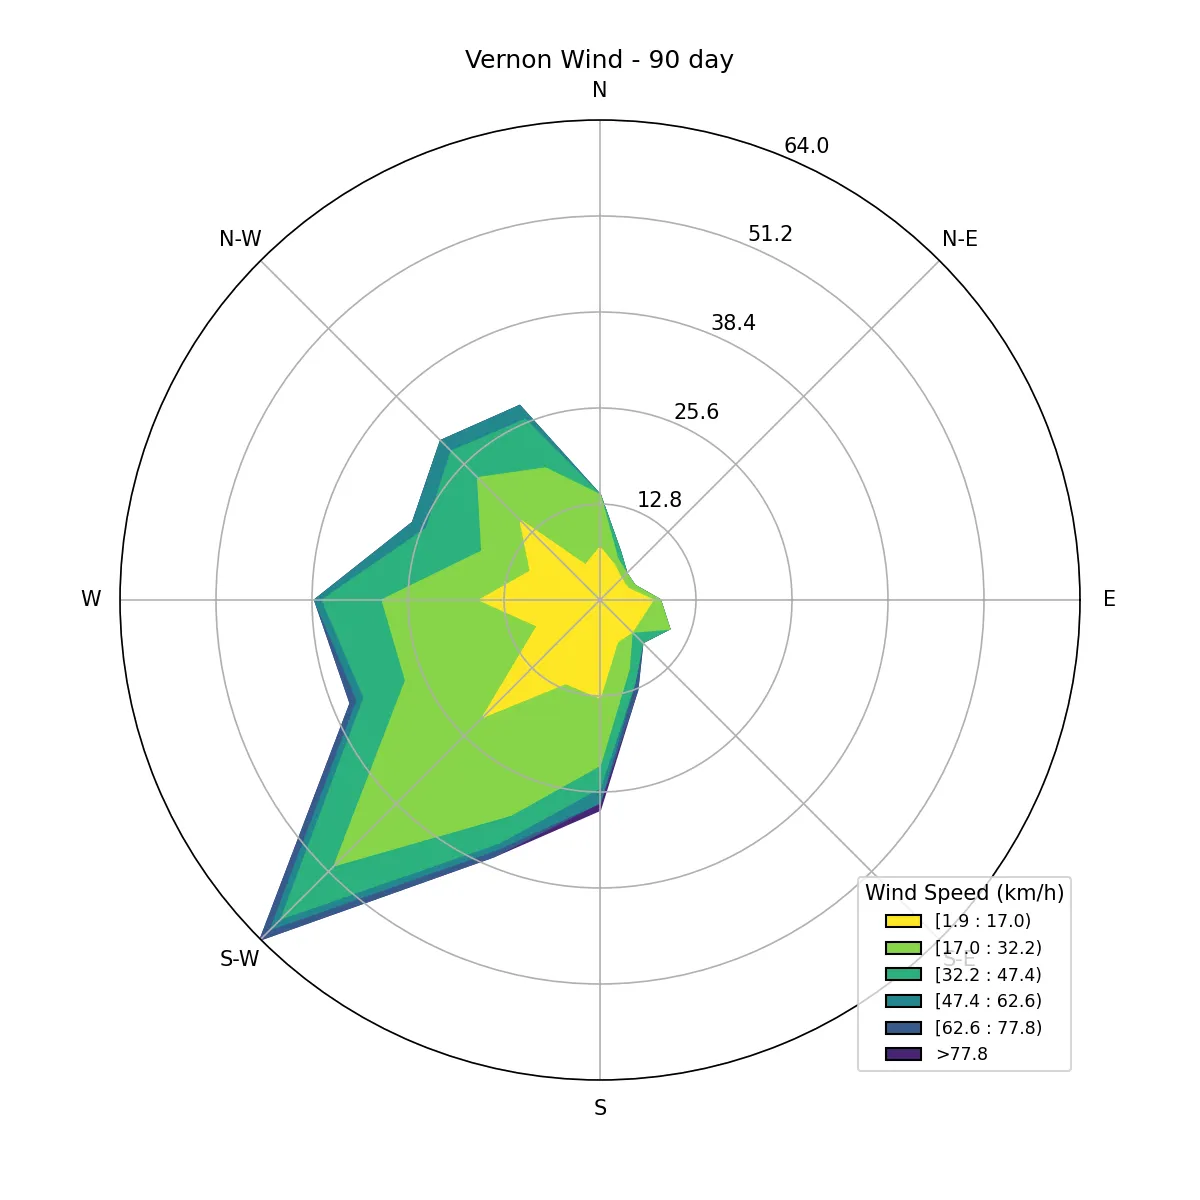 Vernon Wind - 90 day
N
64.0
N-W
51.2
N-E
38.4
25.6
12.8
W
E
S-W
S-E
S
Wind Speed (km/h)
[1.9 : 17.0)
[17.0 : 32.2)
[32.2 : 47.4)
[47.4 : 62.6)
[62.6 : 77.8)
>77.8